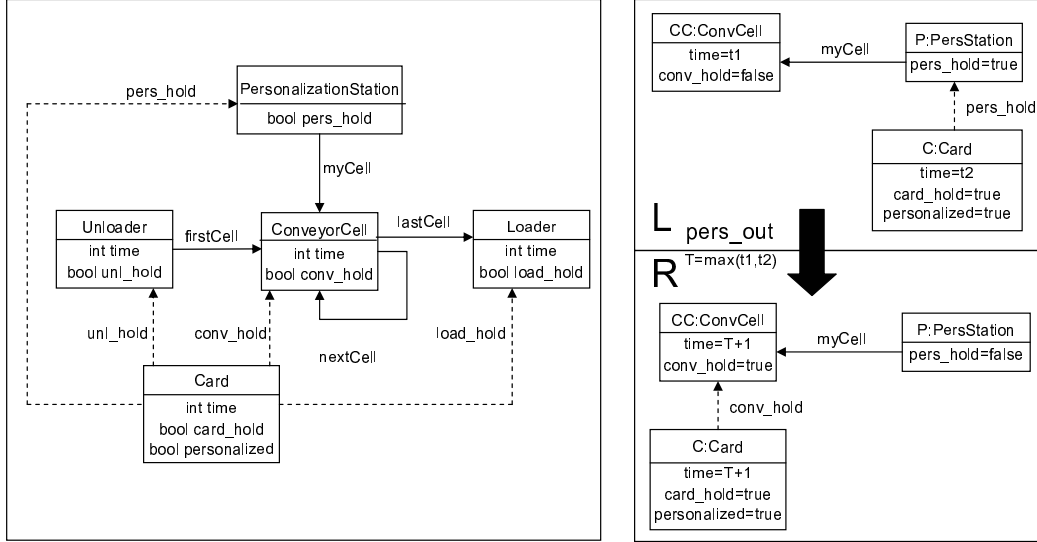 pers_hold
PersonalizationStation
bool pers_hold
myCell
Unloader
int time
bool unl_hold
firstCell
ConveyorCell
int time
bool conv_hold
lastCell
Loader
int time
bool load_hold
unl_hold
conv_hold
load_hold
nextCell
Card
int time
bool card_hold
bool personalized
CC:ConvCell
time=t1
conv_hold=false
myCell
P:PersStation
pers_hold=true
pers_hold
C:Card
time=t2
card_hold=true
personalized=true
L pers_out
R T=max(t1,t2)
CC:ConvCell
time=T+1
conv_hold=true
myCell
P:PersStation
pers_hold=false
conv_hold
C:Card
time=T+1
card_hold=true
personalized=true